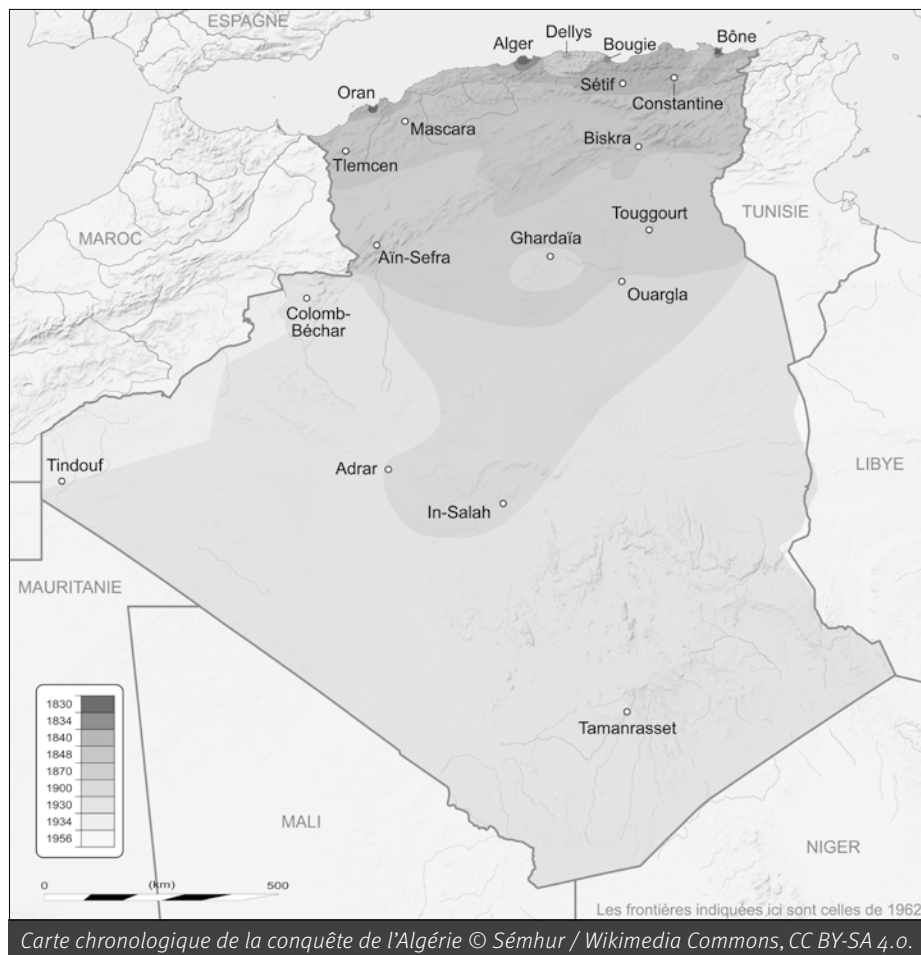 ESPAGNE
Dellys
Alger
Bougie
Bône
Oran
Sétif
Constantine
Mascara
Biskra
Tlemcen
Touggourt
TUNISIE
MAROC
Ghardaïa
Aïn-Sefra
Ouargla
Colomb-
Béchar
Tindouf
Adrar
LIBYE
In-Salah
MAURITANIE
1830
1834
1840
1848
1870
1900
1930
1934
1956
Tamanrasset
MALI
NIGER
0 (km) 500
Les frontières indiquées ici sont celles de 1962
Carte chronologique de la conquête de l’Algérie © Sémhur / Wikimedia Commons, CC BY-SA 4.0.